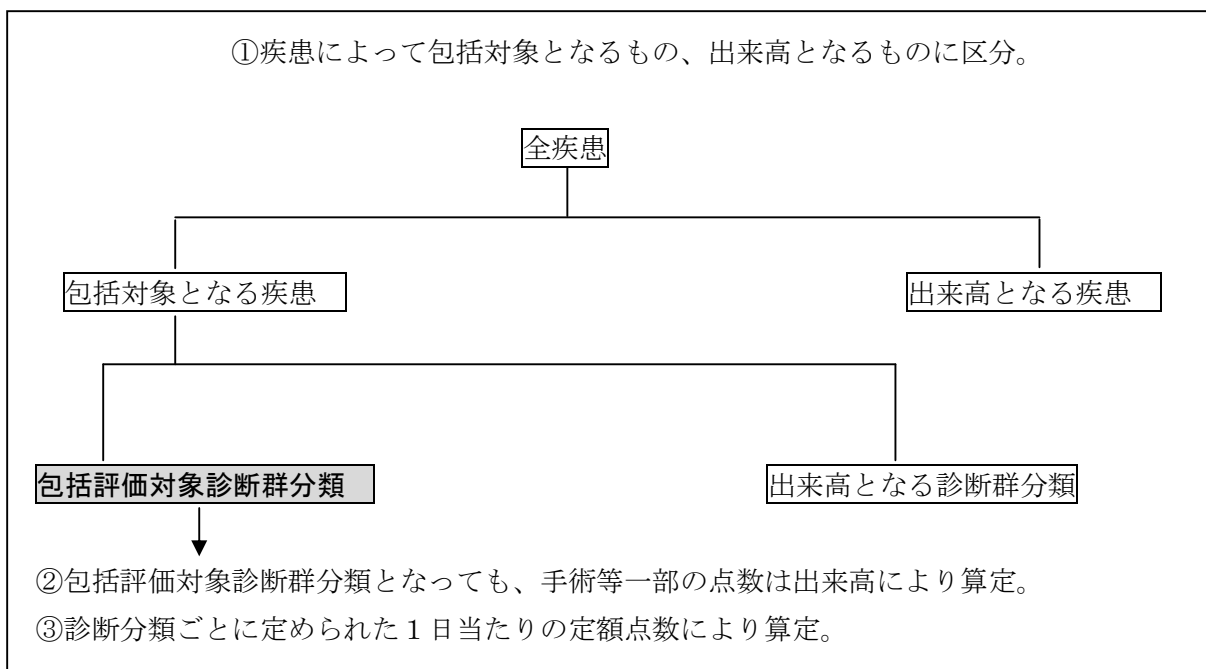 ①疾患によって包括対象となるもの、出来高となるものに区分。
全疾患
包括対象となる疾患
出来高となる疾患
包括評価対象診断群分類
出来高となる診断群分類
②包括評価対象診断群分類となっても、手術等一部の点数は出来高により算定。
③診断分類ごとに定められた１日当たりの定額点数により算定。